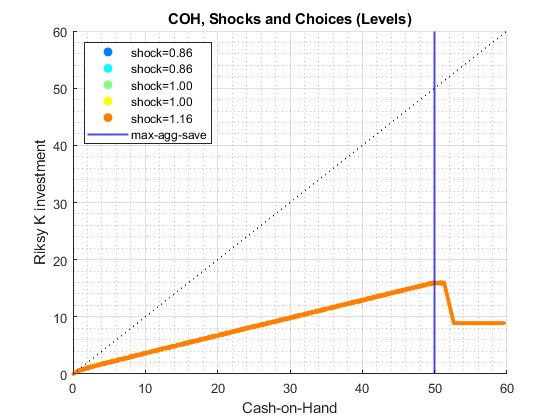 COH, Shocks and Choices (Levels)
shock=0.86
shock=0.86
shock=1.00
shock=1.00
shock=1.16
max-agg-save
Riksy K investment
60
50
40
30
20
10
0
0 10 20 30 40 50 60
Cash-on-Hand